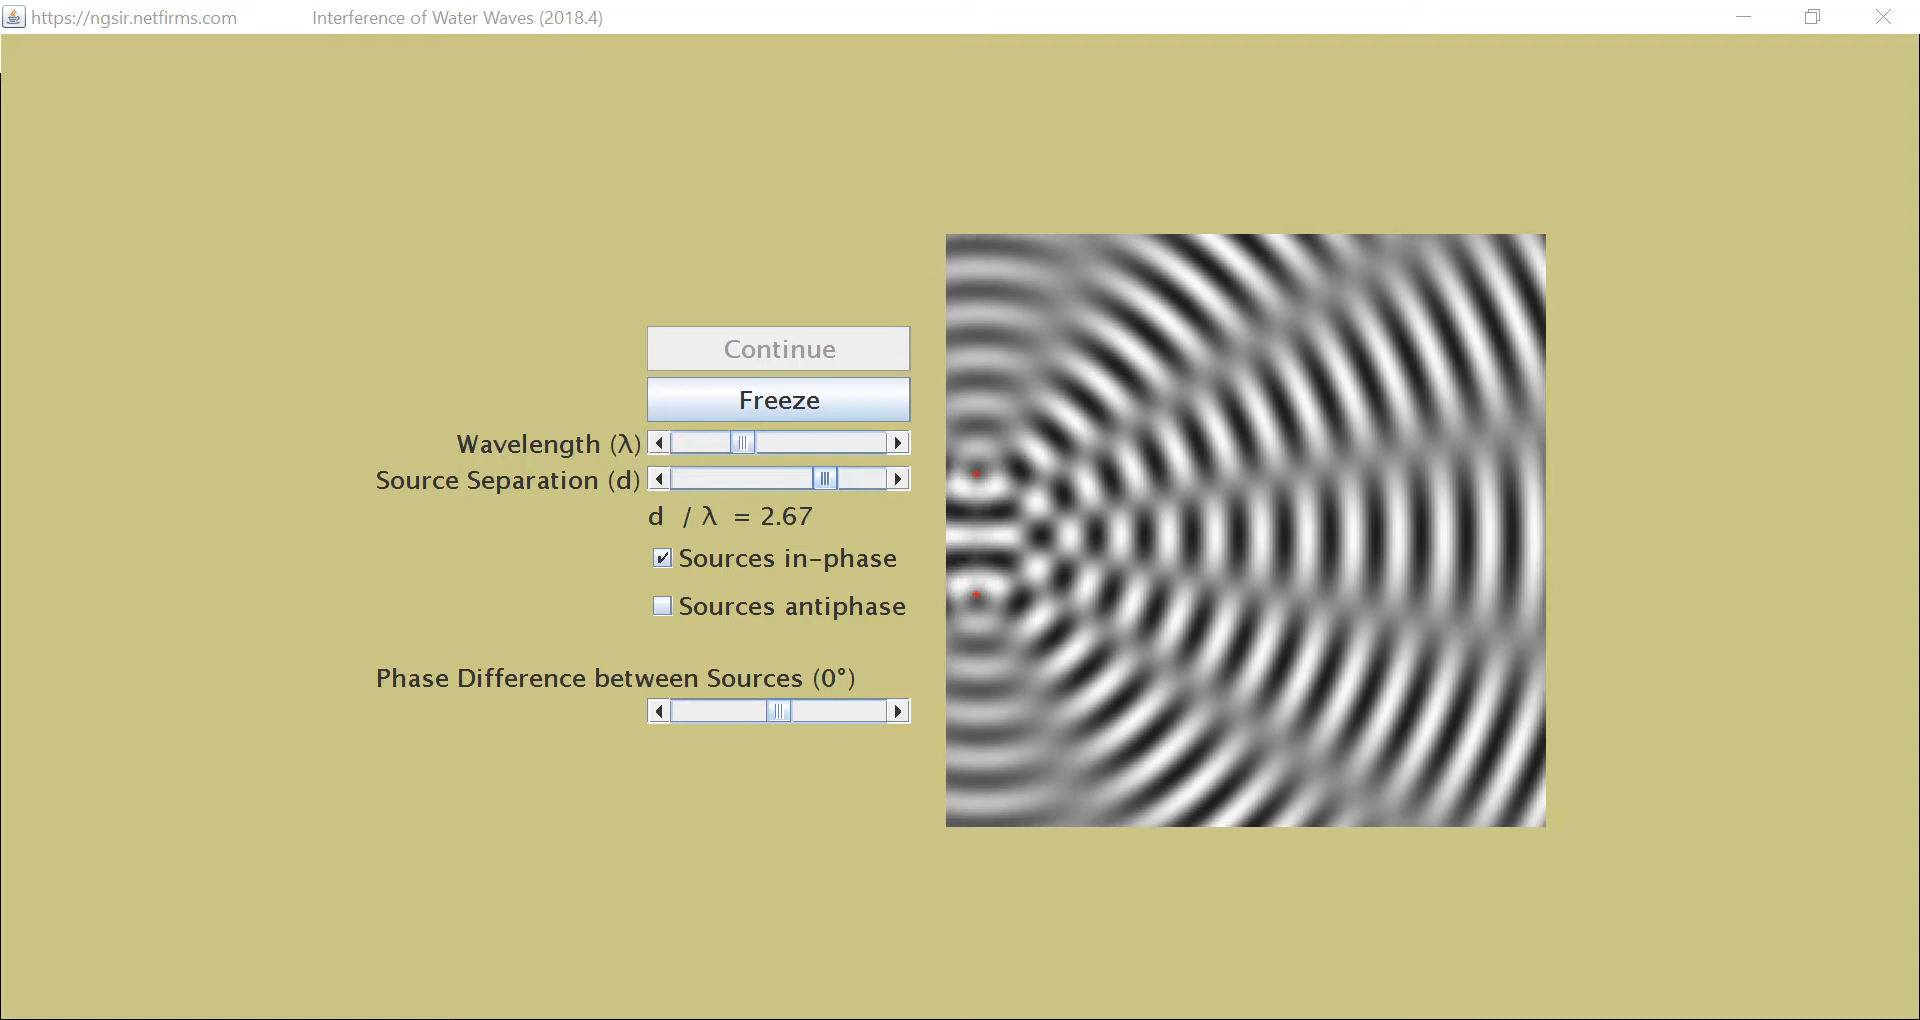 https://ngsir.netfirms.com Interference of Water Waves (2018.4)
Continue
Freeze
Wavelength (λ)
Source Separation (d)
d / λ = 2.67
Sources in-phase
Sources antiphase
Phase Difference between Sources (0°)